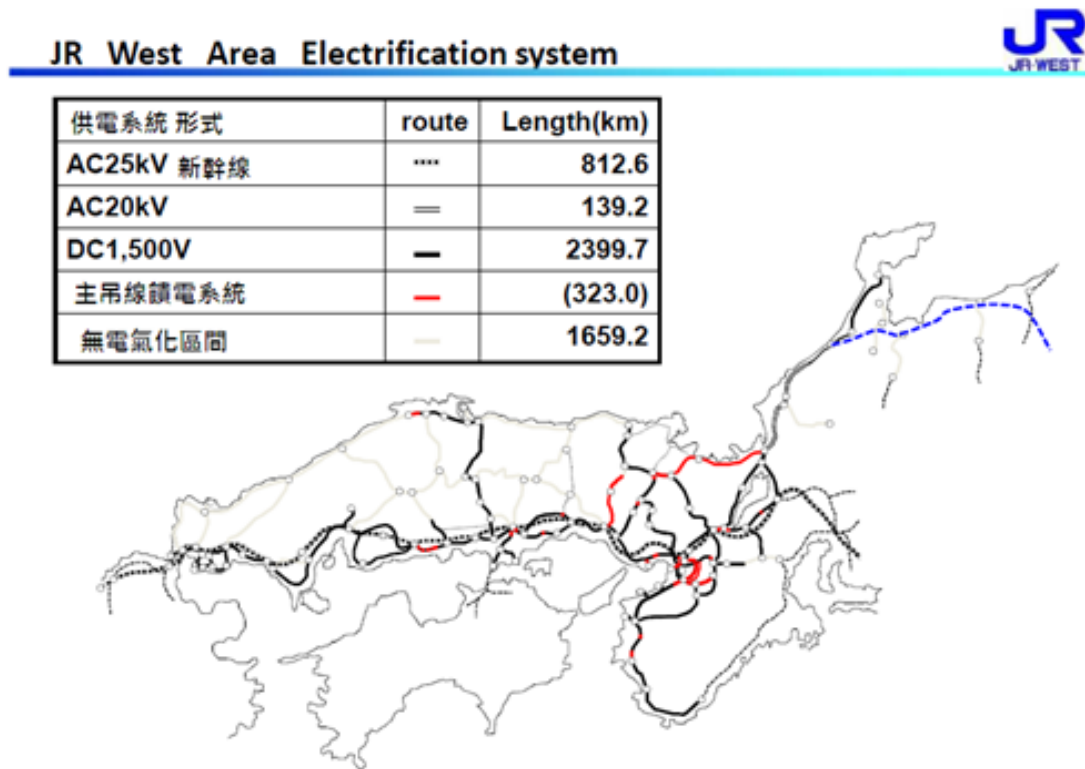 JR West Area Electrification system
JR
JR-WEST
供電系統 形式 route Length(km)
AC25kV 新幹線 812.6
AC20kV 139.2
DC1,500V 2399.7
主吊線饋電系統 (323.0)
無電氣化區間 1659.2